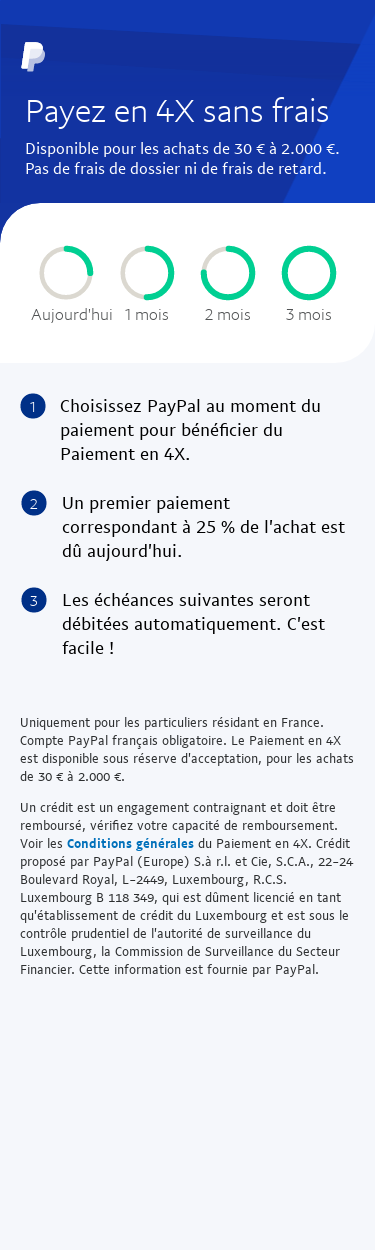 Payez en 4X sans frais
Disponible pour les achats de 30 € à 2.000 €.
Pas de frais de dossier ni de frais de retard.
Aujourd'hui 1 mois 2 mois 3 mois
1 Choisissez PayPal au moment du
paiement pour bénéficier du
Paiement en 4X.
2 Un premier paiement
correspondant à 25 % de l'achat est
dû aujourd'hui.
3 Les échéances suivantes seront
débitées automatiquement. C'est
facile !
Uniquement pour les particuliers résidant en France.
Compte PayPal français obligatoire. Le Paiement en 4X
est disponible sous réserve d'acceptation, pour les achats
de 30 € à 2.000 €.
Un crédit est un engagement contraignant et doit être
remboursé, vérifiez votre capacité de remboursement.
Voir les Conditions générales du Paiement en 4X. Crédit
proposé par PayPal (Europe) S.à r.l. et Cie, S.C.A., 22-24
Boulevard Royal, L-2449, Luxembourg, R.C.S.
Luxembourg B 118 349, qui est dûment licencié en tant
qu'établissement de crédit du Luxembourg et est sous le
contrôle prudentiel de l'autorité de surveillance du
Luxembourg, la Commission de Surveillance du Secteur
Financier. Cette information est fournie par PayPal.